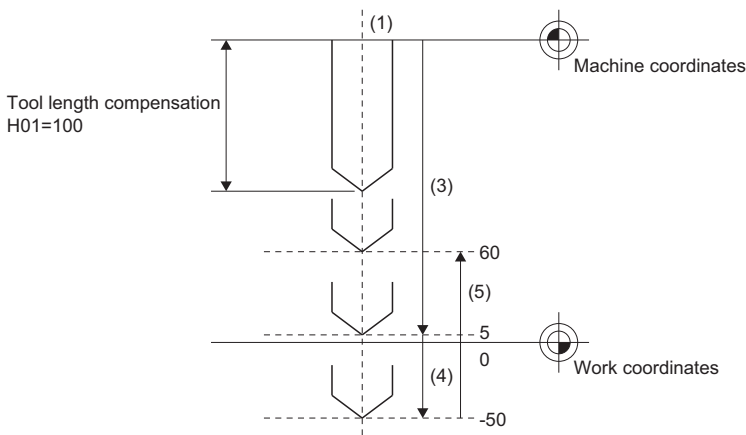 (1)
Machine coordinates
Tool length compensation
H01=100
(3)
60
(5)
5
0
Work coordinates
(4)
-50